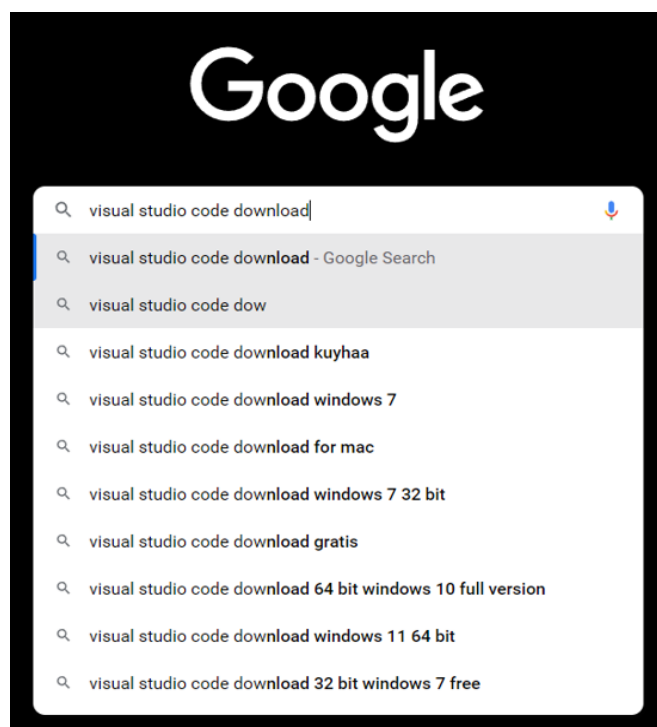 Google
visual studio code download
visual studio code download - Google Search
visual studio code dow
visual studio code download kuyhaa
visual studio code download windows 7
visual studio code download for mac
visual studio code download windows 7 32 bit
visual studio code download gratis
visual studio code download 64 bit windows 10 full version
visual studio code download windows 11 64 bit
visual studio code download 32 bit windows 7 free